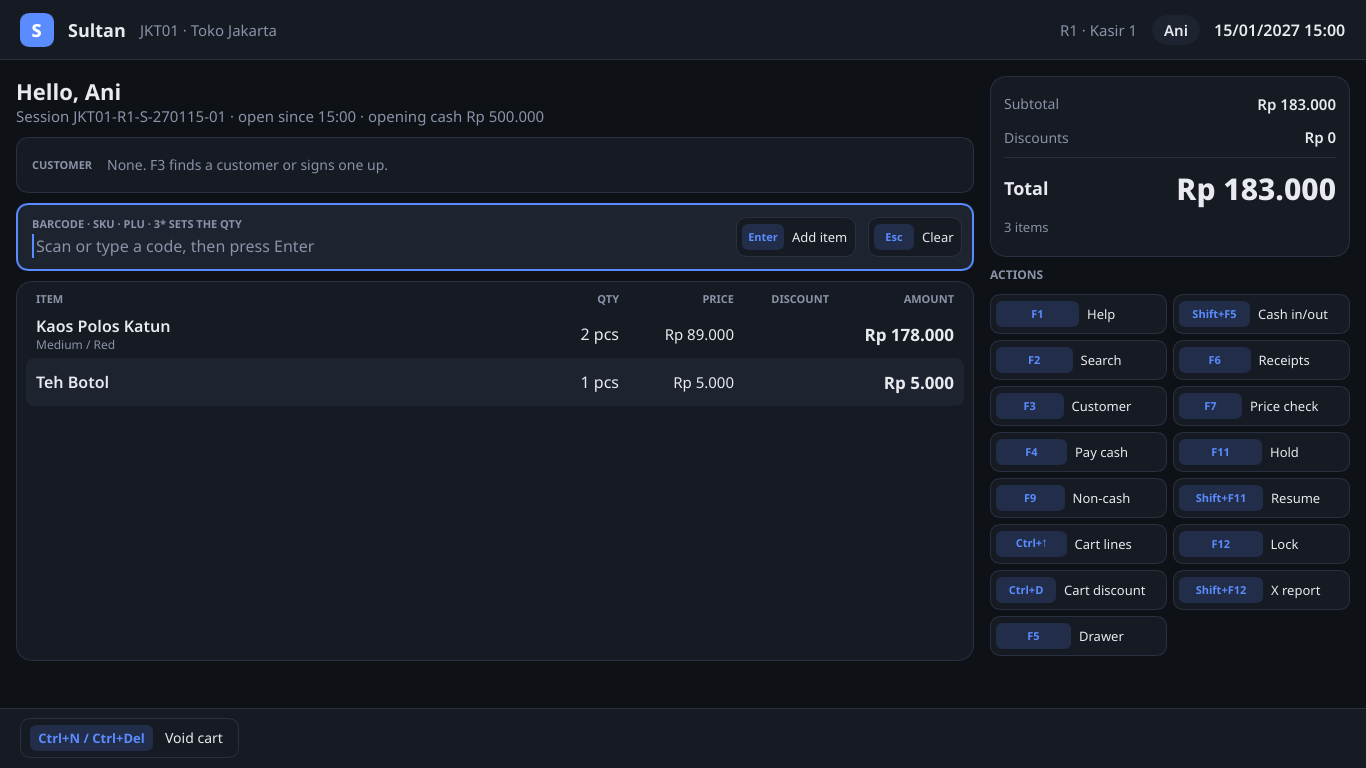 S Sultan JKT01 · Toko Jakarta R1 · Kasir 1 Ani 15/01/2027 15:00
Hello, Ani
Session JKT01-R1-S-270115-01 · open since 15:00 · opening cash Rp 500.000
CUSTOMER None. F3 finds a customer or signs one up.
BARCODE · SKU · PLU · 3* SETS THE QTY
Scan or type a code, then press Enter
Enter Add item
Esc Clear
ITEM QTY PRICE DISCOUNT AMOUNT
Kaos Polos Katun 2 pcs Rp 89.000 Rp 178.000
Medium / Red
Teh Botol 1 pcs Rp 5.000 Rp 5.000
Subtotal Rp 183.000
Discounts Rp 0
Total Rp 183.000
3 items
ACTIONS
F1 Help Shift+F5 Cash in/out
F2 Search F6 Receipts
F3 Customer F7 Price check
F4 Pay cash F11 Hold
F9 Non-cash Shift+F11 Resume
Ctrl+↑ Cart lines F12 Lock
Ctrl+D Cart discount Shift+F12 X report
F5 Drawer
Ctrl+N / Ctrl+Del Void cart